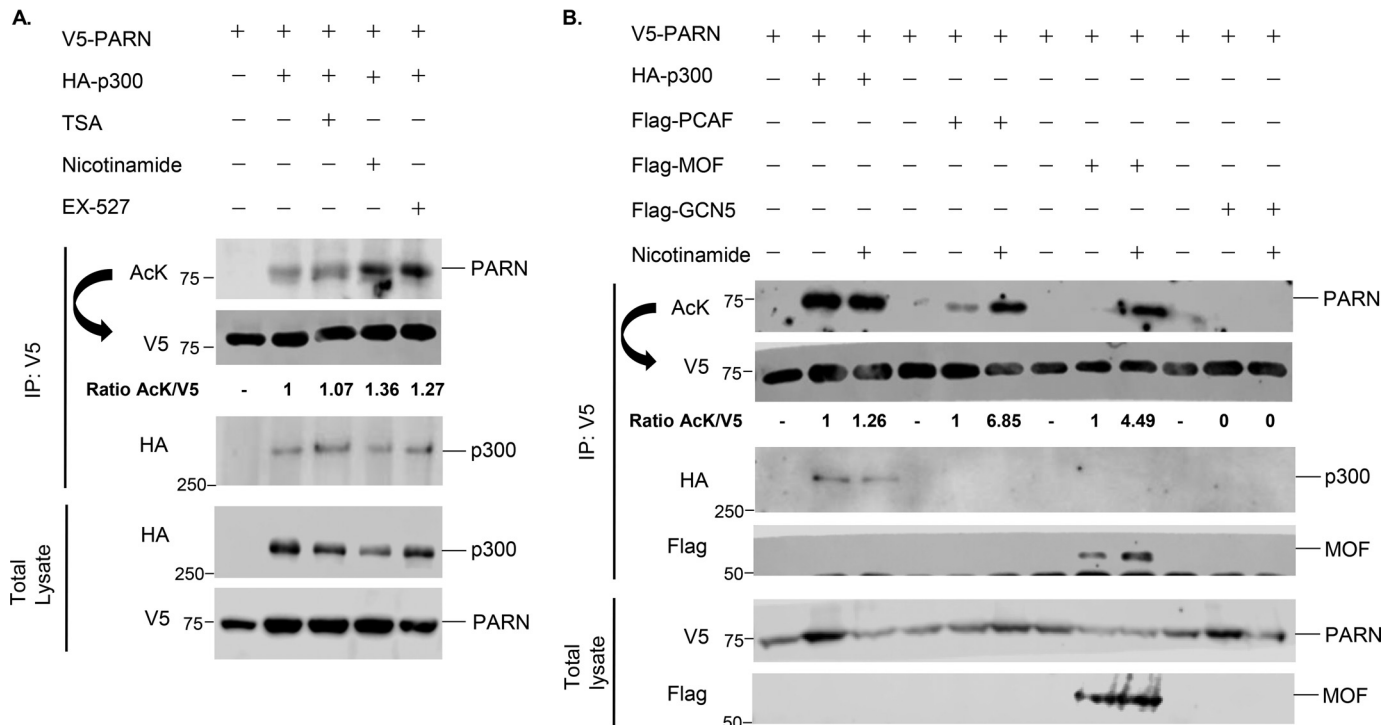 A.
V5-PARN + + + + +
HA-p300 – + + + +
TSA – – + – –
Nicotinamide – – – + –
EX-527 – – – – +
IP: V5
AcK 75 PARN
V5 75
Ratio AcK/V5 - 1 1.07 1.36 1.27
HA 250 p300
Total Lysate
HA 250 p300
V5 75 PARN
B.
V5-PARN + + + + + + + + + + + +
HA-p300 – + + – – – – – – – – –
Flag-PCAF – – – – + + – – – – – –
Flag-MOF – – – – – – – + + – – –
Flag-GCN5 – – – – – – – – – – + +
Nicotinamide – – + – – + – – + – – +
IP: V5
AcK 75 PARN
V5 75
Ratio AcK/V5 - 1 1.26 - 1 6.85 - 1 4.49 - 0 0
HA 250 p300
Flag 50 MOF
Total lysate
V5 75 PARN
Flag 50 MOF